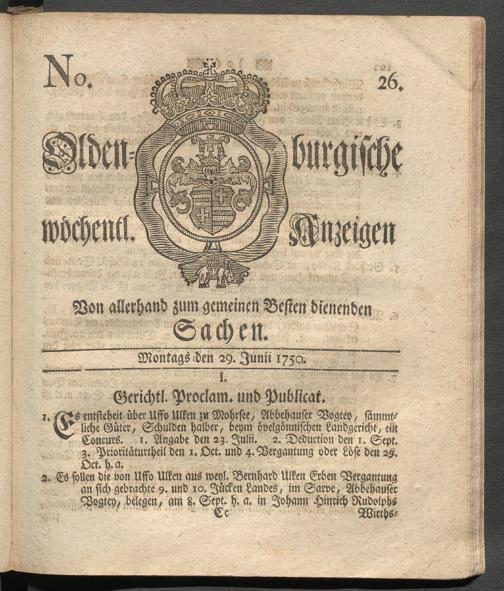 No. 26.
Olden- burgische
wöchentl. Anzeigen
Von allerhand zum gemeinen Besten dienenden
Sachen.
Montags den 29. Junii 1750.
I.
Gerichtl. Proclam. und Publicat.
1. Es entstehet über Uffo Ulken zu Mohrsee, Abbehauser Vogtey, sämmt-
liche Güter, Schulden halber, beym ovelgönnischen Landgericht, ein
Concurs. 1. Angabe den 23. Julii. 2. Deduction den 1. Sept.
3. Prioritäturtheil den 1. Oct. und 4. Vergantung oder Löse den 29.
Oct. h. a.
2. Es sollen die von Uffo Ulken aus weyl. Bernhard Ulken Erben Vergantung
an sich gebrachte 9. und 10. Jücken Landes, im Sarve, Abbehauser
Vogtey, belegen, am 8. Sept. h. a. in Johann Hinrich Rudolphs
Cc Wirths-